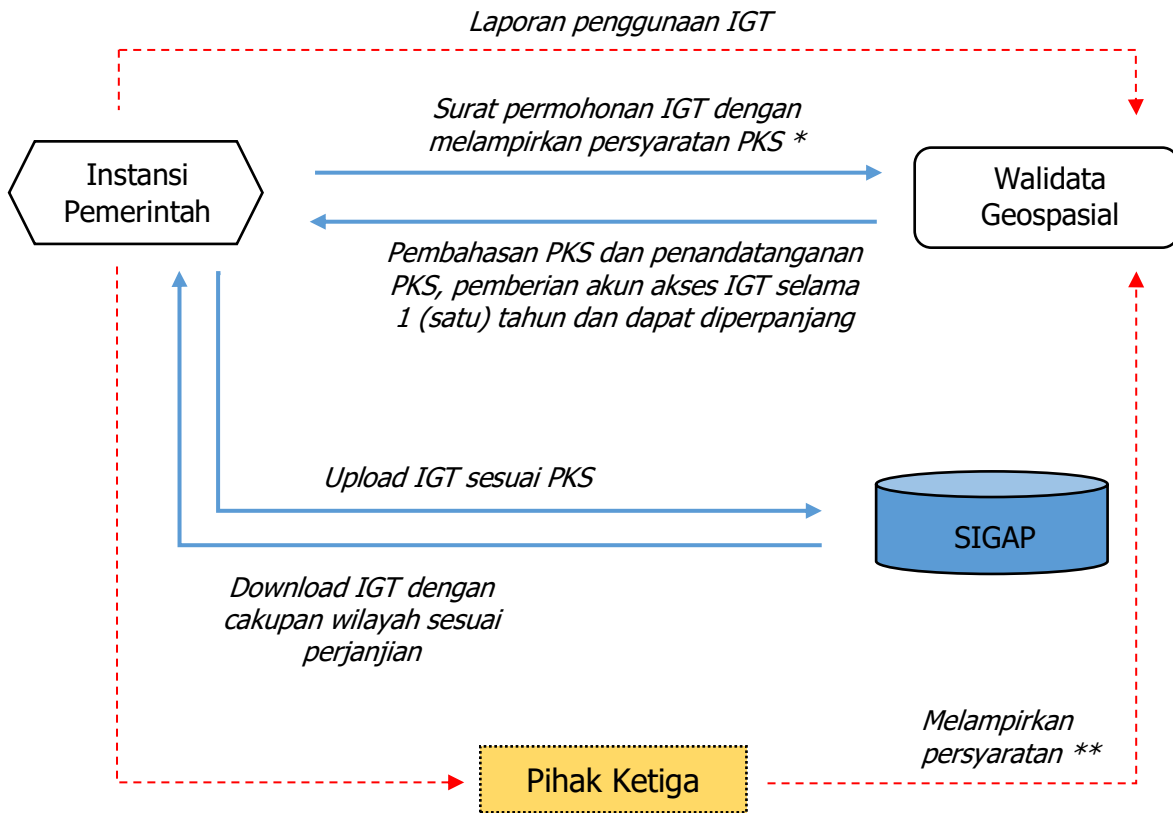 Laporan penggunaan IGT
Surat permohonan IGT dengan
melampirkan persyaratan PKS *
Instansi
Pemerintah
Walidata
Geospasial
Pembahasan PKS dan penandatanganan
PKS, pemberian akun akses IGT selama
1 (satu) tahun dan dapat diperpanjang
Upload IGT sesuai PKS
SIGAP
Download IGT dengan
cakupan wilayah sesuai
perjanjian
Melampirkan
persyaratan **
Pihak Ketiga